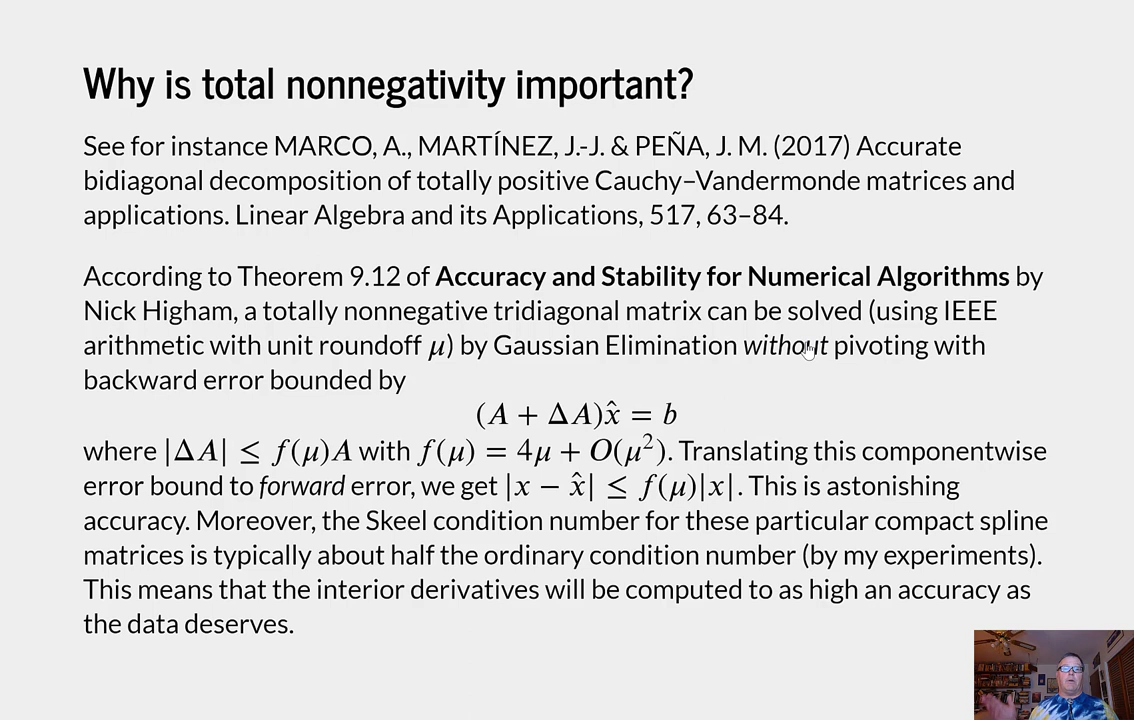 Why is total nonnegativity important?
See for instance MARCO, A., MARTÍNEZ, J.-J. & PEÑA, J. M. (2017) Accurate
bidiagonal decomposition of totally positive Cauchy–Vandermonde matrices and
applications. Linear Algebra and its Applications, 517, 63–84.
According to Theorem 9.12 of Accuracy and Stability for Numerical Algorithms by
Nick Higham, a totally nonnegative tridiagonal matrix can be solved (using IEEE
arithmetic with unit roundoff μ) by Gaussian Elimination without pivoting with
backward error bounded by
(A + ΔA)x̂ = b
where |ΔA| ≤ f(μ)A with f(μ) = 4μ + O(μ²). Translating this componentwise
error bound to forward error, we get |x − x̂| ≤ f(μ)|x|. This is astonishing
accuracy. Moreover, the Skeel condition number for these particular compact spline
matrices is typically about half the ordinary condition number (by my experiments).
This means that the interior derivatives will be computed to as high an accuracy as
the data deserves.